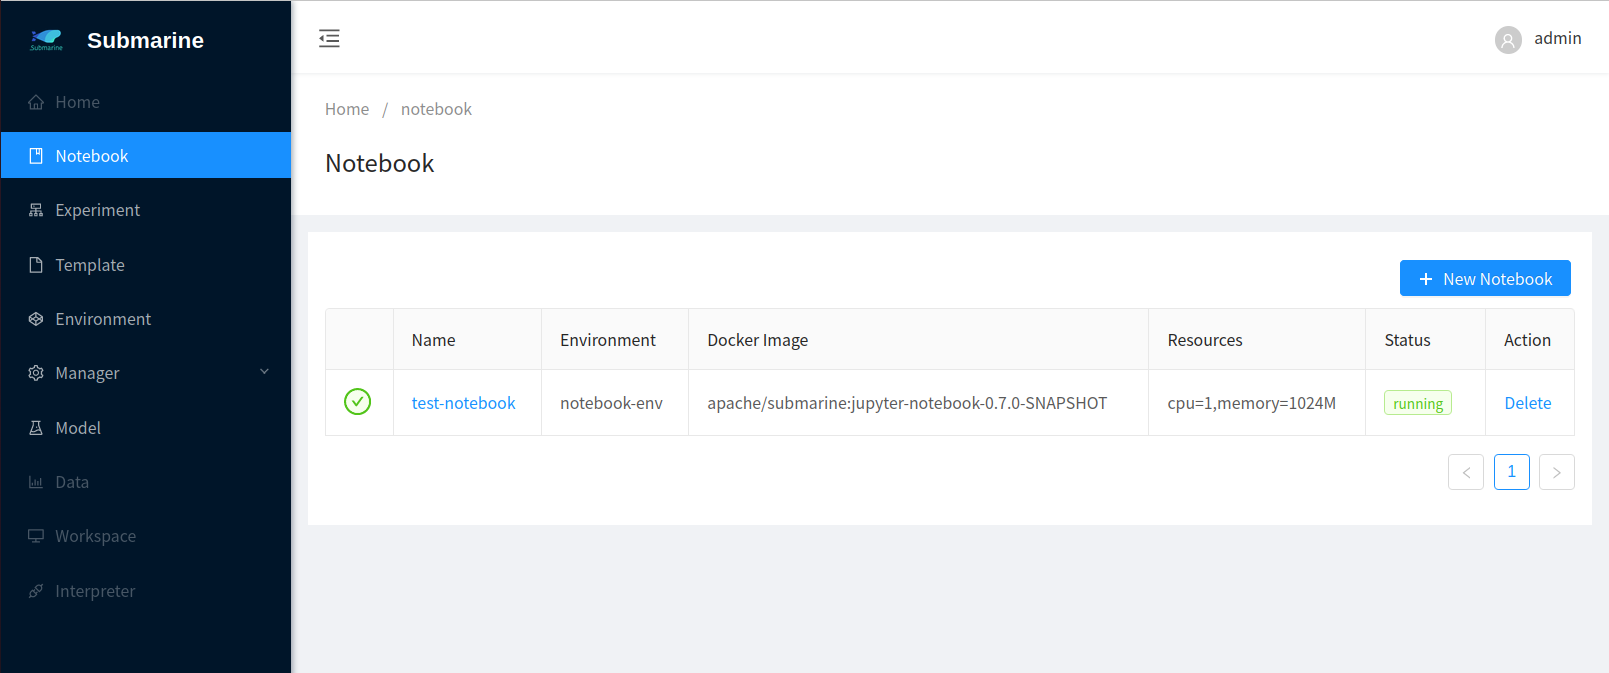 Submarine
Submarine
admin
Home
Notebook
Experiment
Template
Environment
Manager
Model
Data
Workspace
Interpreter
Home / notebook
Notebook
+ New Notebook
Name Environment Docker Image Resources Status Action
test-notebook notebook-env apache/submarine:jupyter-notebook-0.7.0-SNAPSHOT cpu=1,memory=1024M running Delete
< 1 >